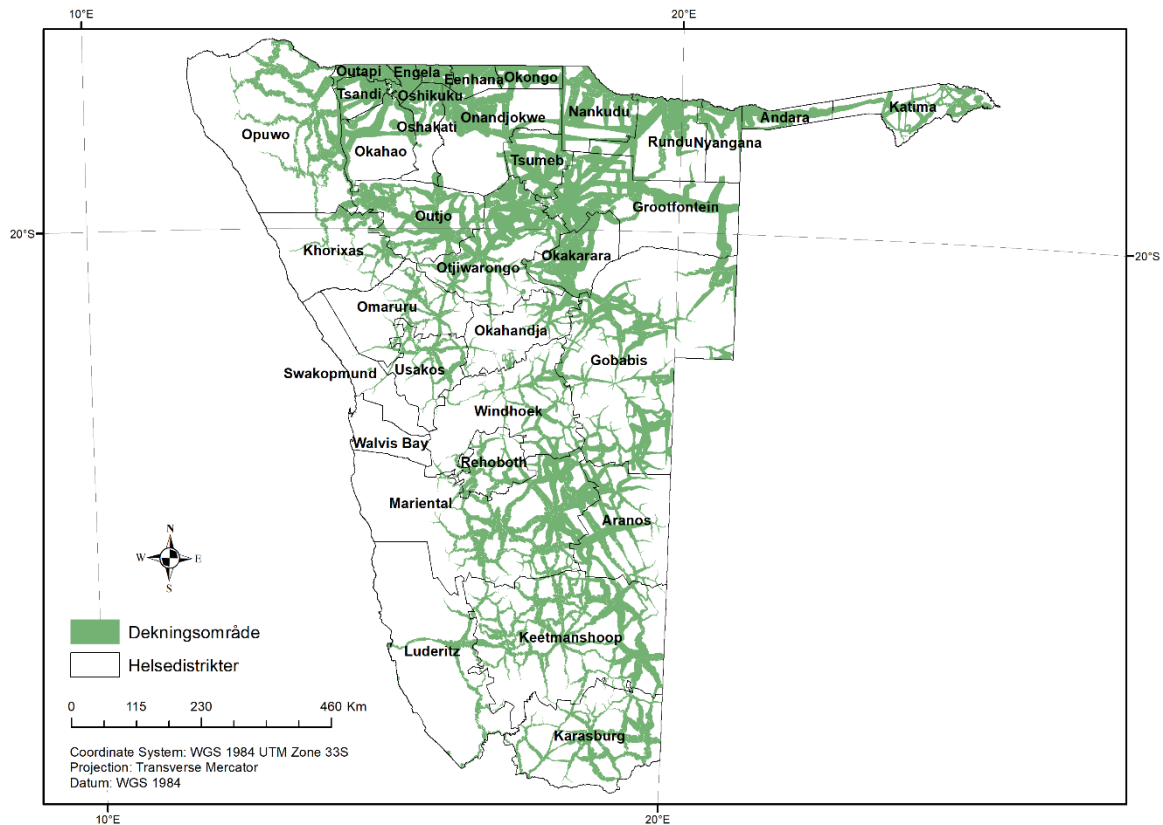 10°E
20°E
Outapi
Engela
Eenhana
Okongo
Tsandi
Oshikuku
Katima
Nankudu
Onandjokwe
Andara
Opuwo
Oshakati
Rundu
Nyangana
Okahao
Tsumeb
Grootfontein
Outjo
20°S
20°S
Khorixas
Okakarara
Otjiwarongo
Omaruru
Okahandja
Gobabis
Swakopmund
Usakos
Windhoek
Walvis Bay
Rehoboth
Mariental
Aranos
N
W
E
S
Dekningsområde
Keetmanshoop
Luderitz
Helsedistrikter
0 115 230 460 Km
Karasburg
Coordinate System: WGS 1984 UTM Zone 33S
Projection: Transverse Mercator
Datum: WGS 1984
10°E
20°E